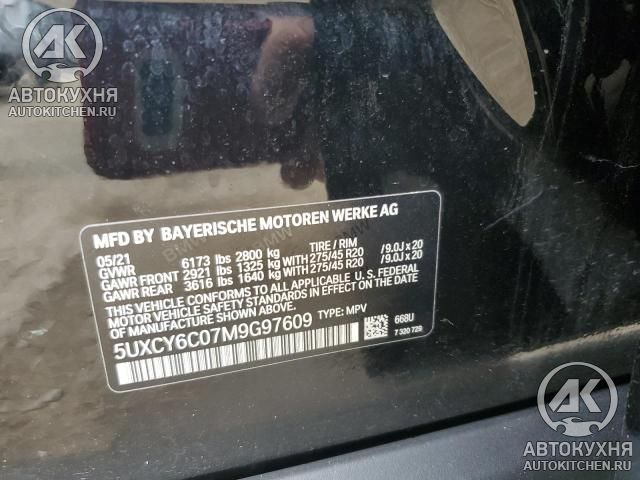 AK
АВТОКУХНЯ
AUTOKITCHEN.RU
MFD BY BAYERISCHE MOTOREN WERKE AG
05/21 TIRE / RIM
GVWR 6173 lbs 2800 kg
GAWR FRONT 2921 lbs 1325 kg WITH 275/45 R20 /9.0J x 20
GAWR REAR 3616 lbs 1640 kg WITH 275/45 R20 /9.0J x 20
THIS VEHICLE CONFORMS TO ALL APPLICABLE U.S. FEDERAL
MOTOR VEHICLE SAFETY STANDARDS IN EFFECT ON THE DATE
OF MANUFACTURE SHOWN ABOVE.
5UXCY6C07M9G97609 TYPE: MPV
668U
7 320 729
AK
АВТОКУХНЯ
AUTOKITCHEN.RU